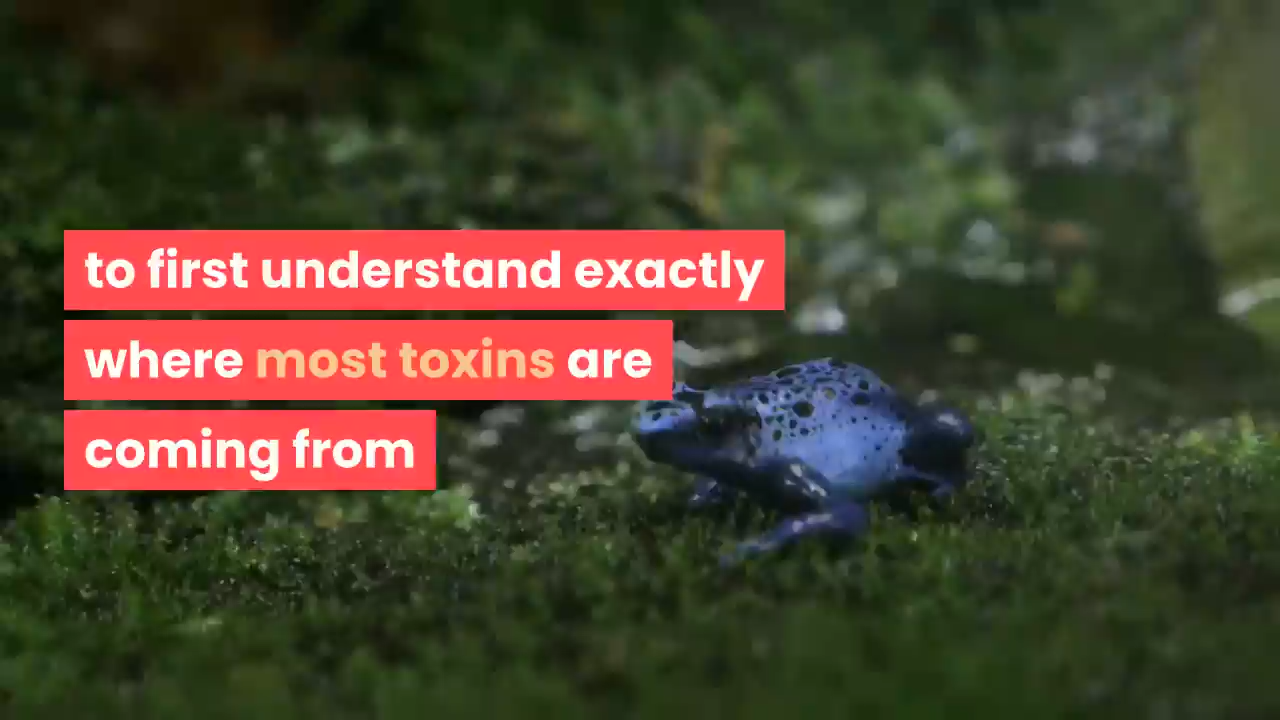 to first understand exactly
where most toxins are
coming from